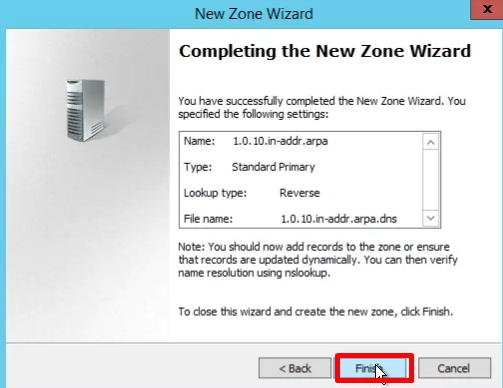 New Zone Wizard
x
Completing the New Zone Wizard
You have successfully completed the New Zone Wizard. You
specified the following settings:
Name: 1.0.10.in-addr.arpa
Type: Standard Primary
Lookup type: Reverse
File name: 1.0.10.in-addr.arpa.dns
Note: You should now add records to the zone or ensure
that records are updated dynamically. You can then verify
name resolution using nslookup.
To close this wizard and create the new zone, click Finish.
< Back
Finish
Cancel